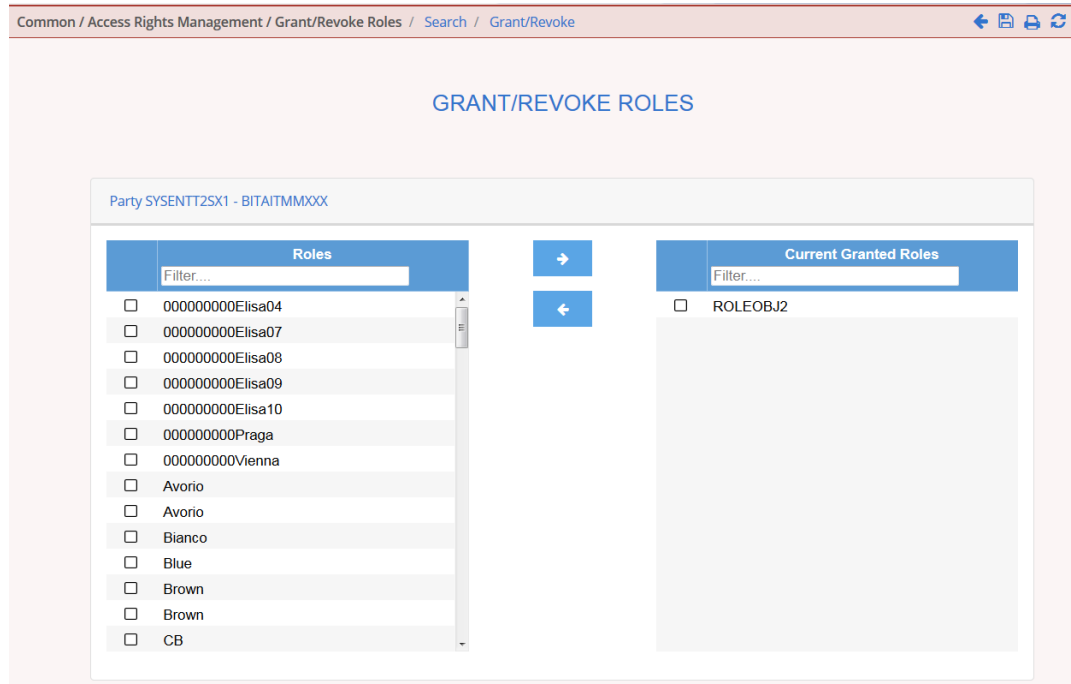 Common / Access Rights Management / Grant/Revoke Roles / Search / Grant/Revoke
GRANT/REVOKE ROLES
Party SYSENTT2SX1 - BITAITMMXXX
Roles
Filter....
000000000Elisa04
000000000Elisa07
000000000Elisa08
000000000Elisa09
000000000Elisa10
000000000Praga
000000000Vienna
Avorio
Avorio
Bianco
Blue
Brown
Brown
CB
Current Granted Roles
Filter....
ROLEOBJ2